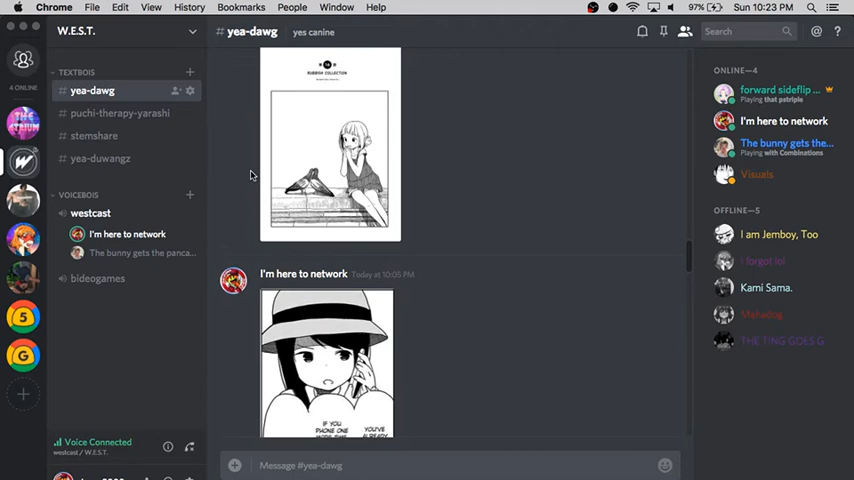 Chrome File Edit View History Bookmarks People Window Help 97% Sun 10:23 PM
W.E.S.T.
# yea-dawg yes canine
Search
4 ONLINE
TEXTBOIS
# yea-dawg
# puchi-therapy-yarashi
# stemshare
# yea-duwangz
VOICEBOIS
westcast
I'm here to network
The bunny gets the panca...
bideogames
Voice Connected
westcast / W.E.S.T.
THE
5
G
RUBBISH COLLECTION
I'm here to network Today at 10:05 PM
IF YOU
PHONE ONE
YOU'VE
ALREADY
Message #yea-dawg
ONLINE—4
forward sideflip ...
Playing that pstriple
I'm here to network
The bunny gets the...
Playing with Combinations
Visuals
OFFLINE—5
I am Jemboy, Too
I forgot lol
Kami Sama.
Mahadog
THE TING GOES G